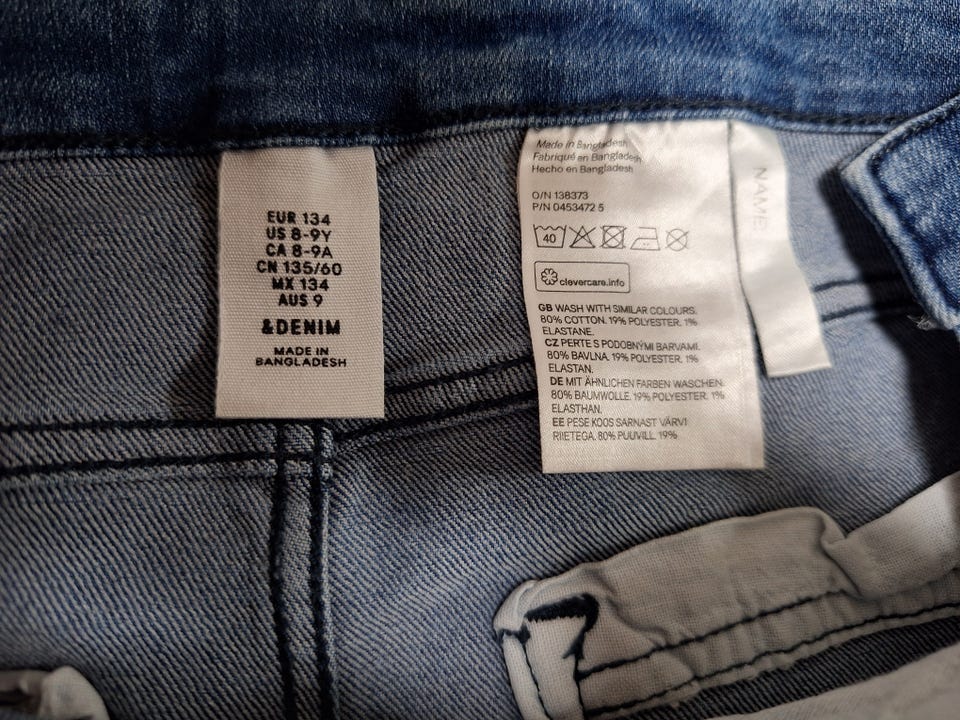 EUR 134
US 8-9Y
CA 8-9A
CN 135/60
MX 134
AUS 9
&DENIM
MADE IN
BANGLADESH
Made in Bangladesh
Fabriqué en Bangladesh
Hecho en Bangladesh
O/N 138373
P/N 0453472 5
40
clevercare.info
GB WASH WITH SIMILAR COLOURS.
80% COTTON. 19% POLYESTER. 1%
ELASTANE.
CZ PERTE S PODOBNÝMI BARVAMI.
80% BAVLNA. 19% POLYESTER. 1%
ELASTAN.
DE MIT ÄHNLICHEN FARBEN WASCHEN.
80% BAUMWOLLE. 19% POLYESTER. 1%
ELASTHAN.
EE PESE KOOS SARNAST VÄRVI
RIIETEGA. 80% PUUVILL. 19%
NAME